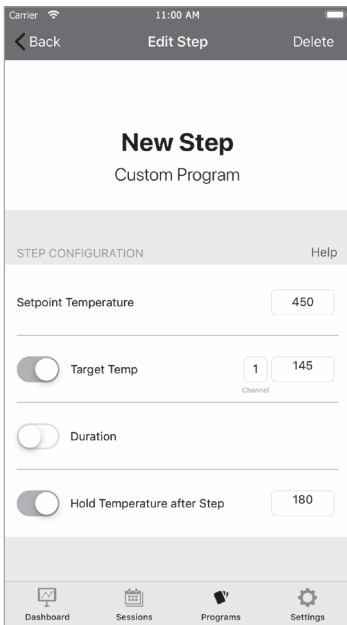 Carrier 11:00 AM
Back Edit Step Delete
New Step
Custom Program
STEP CONFIGURATION Help
Setpoint Temperature 450
Target Temp 1 145
Channel
Duration
Hold Temperature after Step 180
Dashboard Sessions Programs Settings